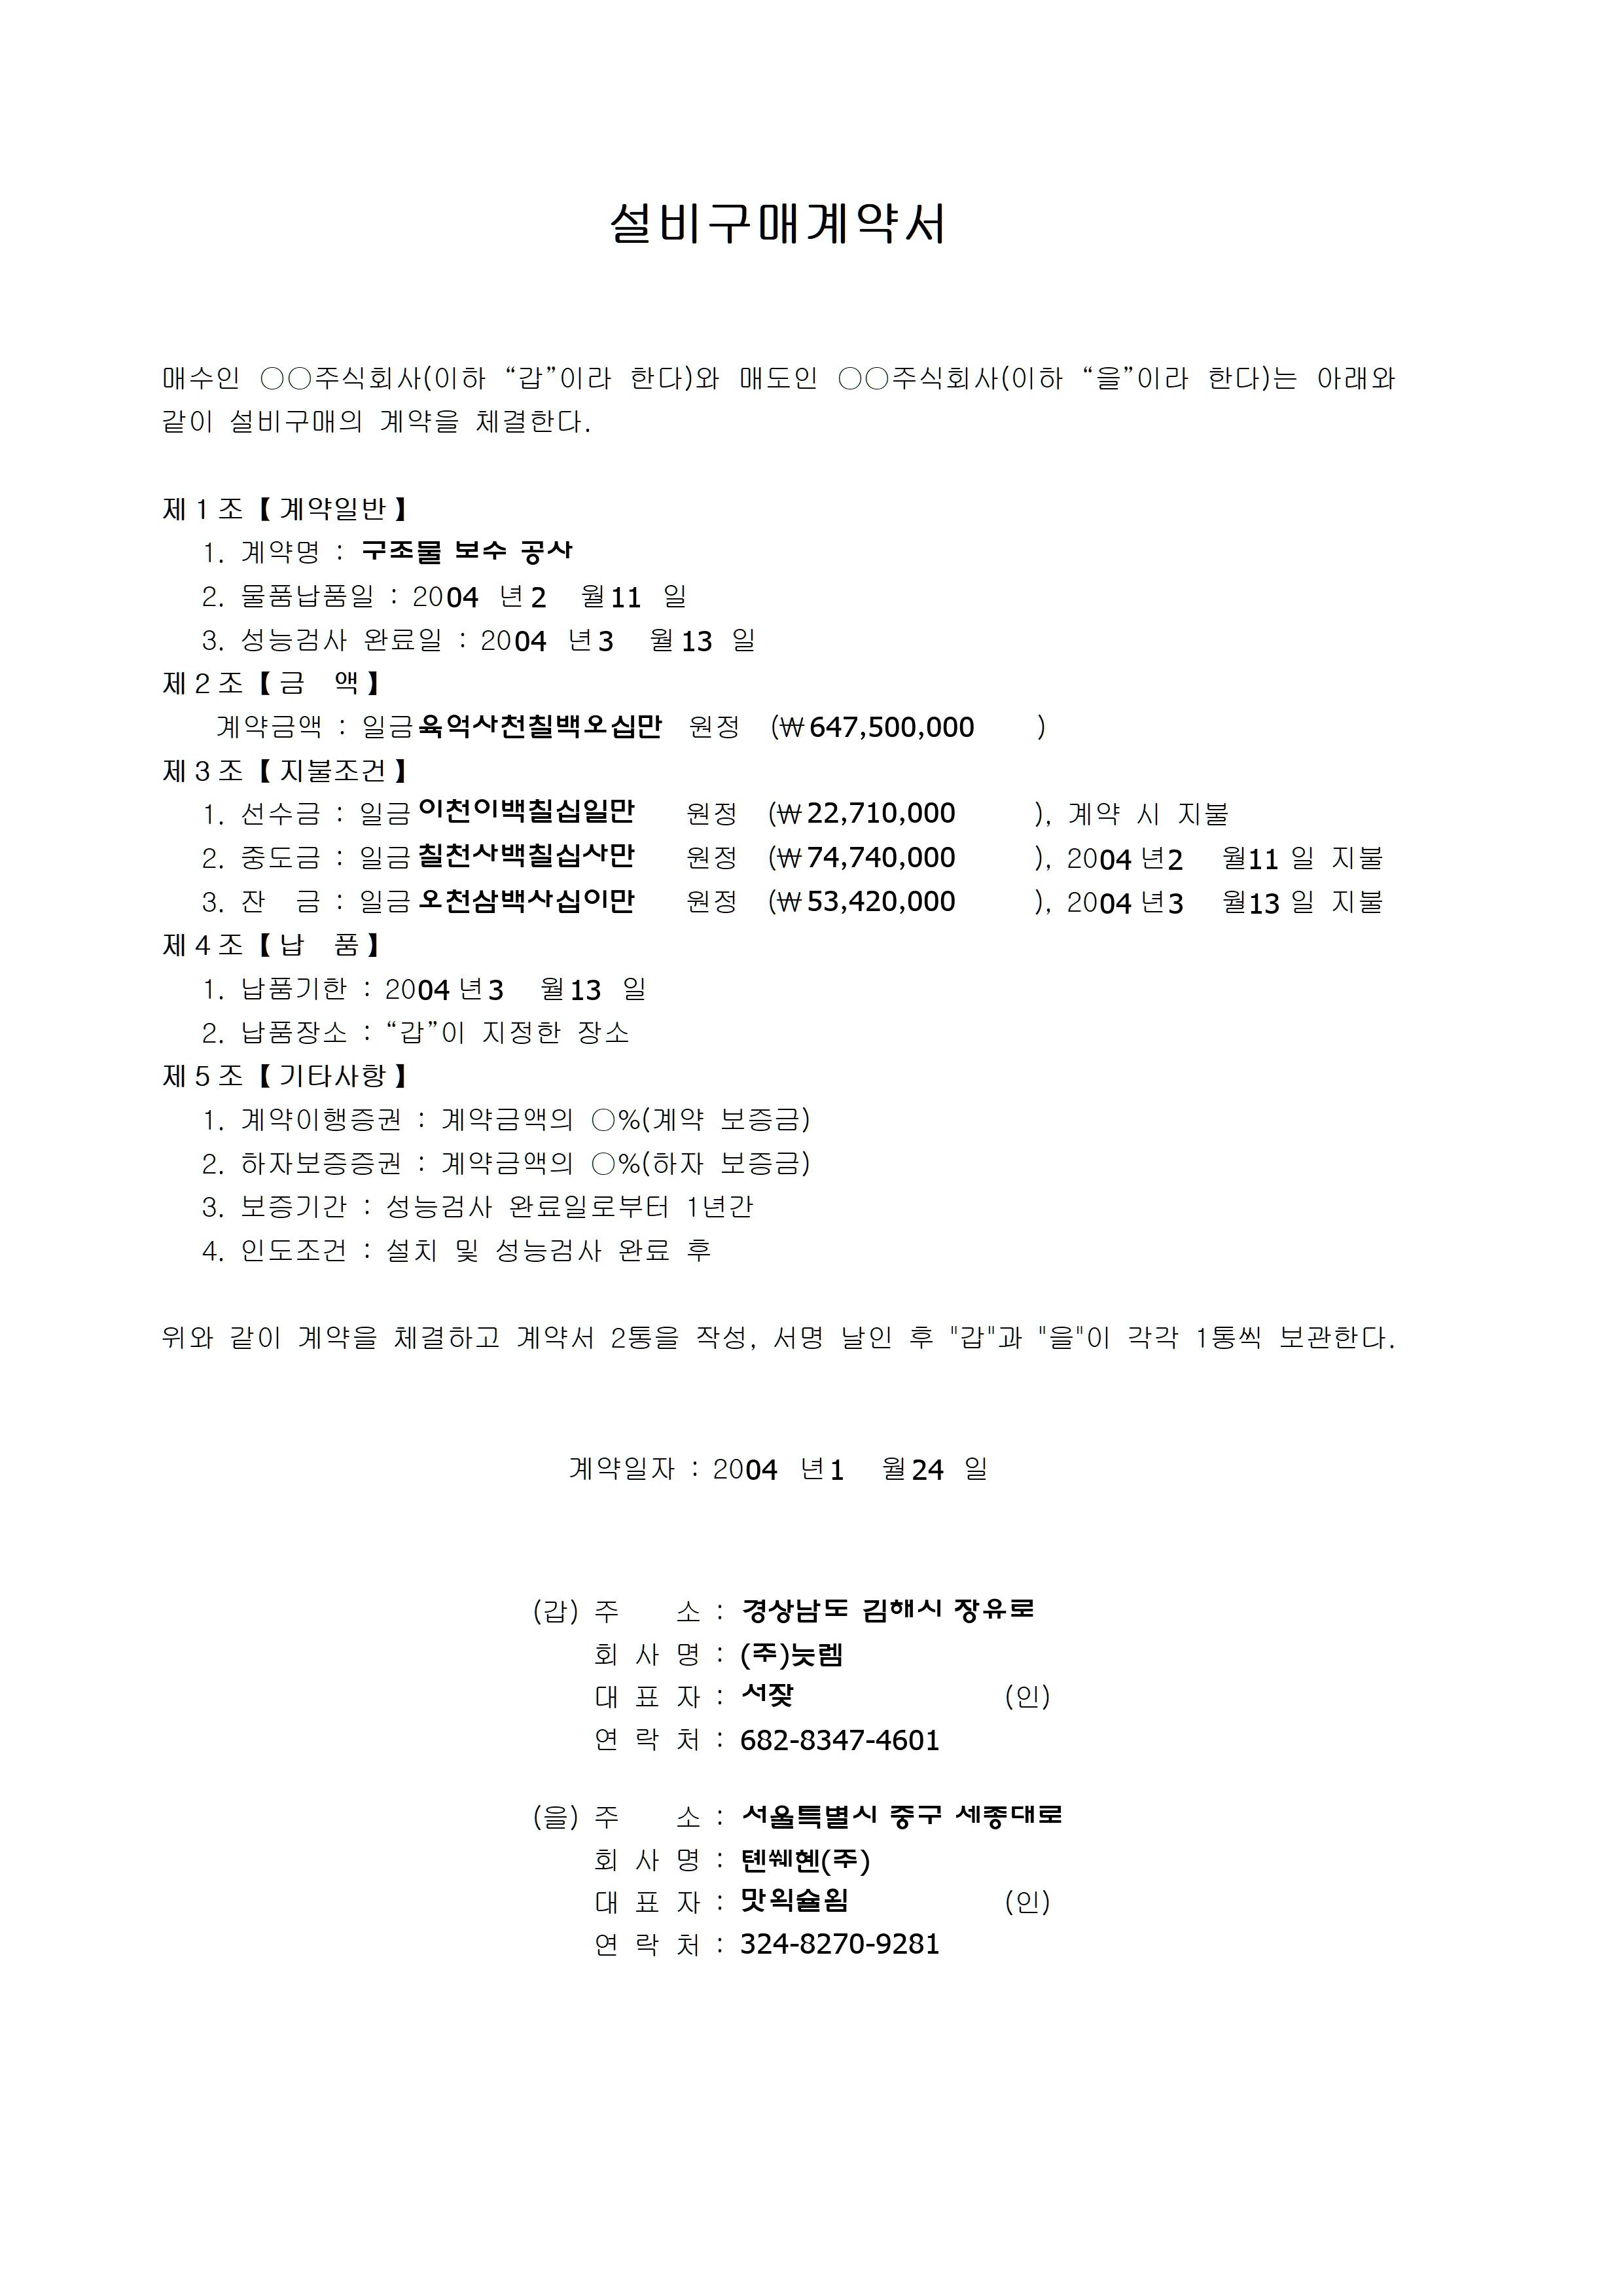 설비구매계약서
매수인 ○○주식회사(이하 “갑”이라 한다)와 매도인 ○○주식회사(이하 “을”이라 한다)는 아래와
같이 설비구매의 계약을 체결한다.
제1조【계약일반】
1. 계약명 : 구조물 보수 공사
2. 물품납품일 : 2004 년 2 월 11 일
3. 성능검사 완료일 : 2004 년 3 월 13 일
제2조【금 액】
계약금액 : 일금 육억사천칠백오십만 원정 (₩ 647,500,000 )
제3조【지불조건】
1. 선수금 : 일금 이천이백칠십일만 원정 (₩ 22,710,000 ), 계약 시 지불
2. 중도금 : 일금 칠천사백칠십사만 원정 (₩ 74,740,000 ), 2004 년 2 월 11 일 지불
3. 잔 금 : 일금 오천삼백사십이만 원정 (₩ 53,420,000 ), 2004 년 3 월 13 일 지불
제4조【납 품】
1. 납품기한 : 2004 년 3 월 13 일
2. 납품장소 : “갑”이 지정한 장소
제5조【기타사항】
1. 계약이행증권 : 계약금액의 ○%(계약 보증금)
2. 하자보증증권 : 계약금액의 ○%(하자 보증금)
3. 보증기간 : 성능검사 완료일로부터 1년간
4. 인도조건 : 설치 및 성능검사 완료 후
위와 같이 계약을 체결하고 계약서 2통을 작성, 서명 날인 후 "갑"과 "을"이 각각 1통씩 보관한다.
계약일자 : 2004 년 1 월 24 일
(갑) 주 소 : 경상남도 김해시 장유로
회 사 명 : (주)늣렘
대 표 자 : 서잦 (인)
연 락 처 : 682-8347-4601
(을) 주 소 : 서울특별시 중구 세종대로
회 사 명 : 톈쒜혠(주)
대 표 자 : 맛왹슐욈 (인)
연 락 처 : 324-8270-9281